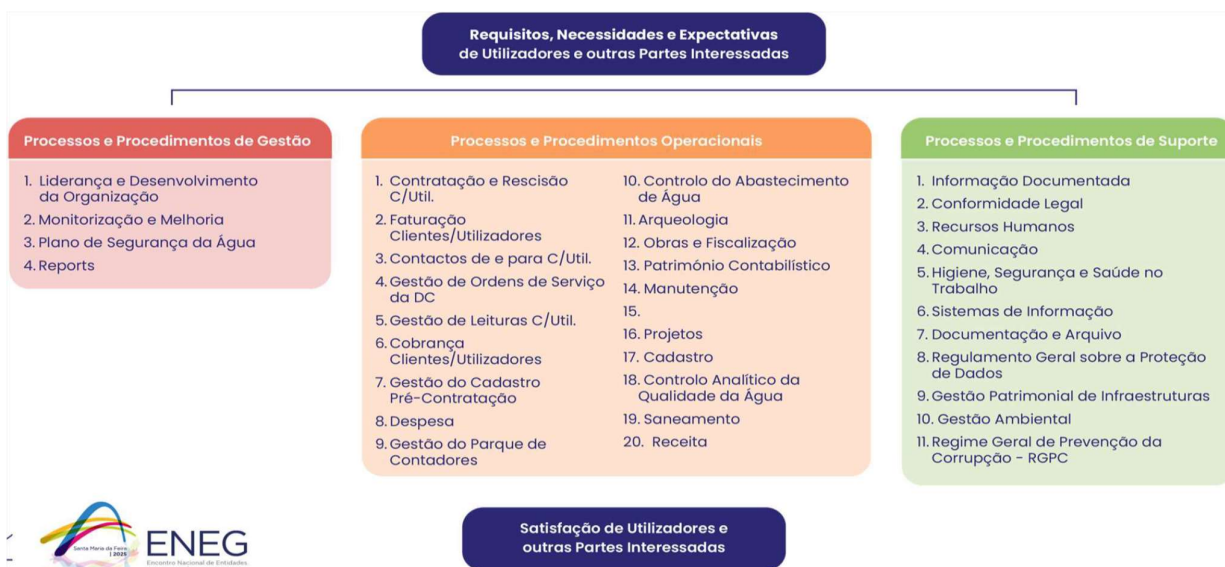 Requisitos, Necessidades e Expectativas
de Utilizadores e outras Partes Interessadas
Processos e Procedimentos de Gestão
1. Liderança e Desenvolvimento
da Organização
2. Monitorização e Melhoria
3. Plano de Segurança da Água
4. Reports
Processos e Procedimentos Operacionais
1. Contratação e Rescisão
C/Util.
2. Faturação
Clientes/Utilizadores
3. Contactos de e para C/Util.
4. Gestão de Ordens de Serviço
da DC
5. Gestão de Leituras C/Util.
6. Cobrança
Clientes/Utilizadores
7. Gestão do Cadastro
Pré-Contratação
8. Despesa
9. Gestão do Parque de
Contadores
10. Controlo do Abastecimento
de Água
11. Arqueologia
12. Obras e Fiscalização
13. Património Contabilístico
14. Manutenção
15.
16. Projetos
17. Cadastro
18. Controlo Analítico da
Qualidade da Água
19. Saneamento
20. Receita
Processos e Procedimentos de Suporte
1. Informação Documentada
2. Conformidade Legal
3. Recursos Humanos
4. Comunicação
5. Higiene, Segurança e Saúde no
Trabalho
6. Sistemas de Informação
7. Documentação e Arquivo
8. Regulamento Geral sobre a Proteção
de Dados
9. Gestão Patrimonial de Infraestruturas
10. Gestão Ambiental
11. Regime Geral de Prevenção da
Corrupção - RGPC
Satisfação de Utilizadores e
outras Partes Interessadas
Santa Maria da Feira
| 2025
ENEG
Encontro Nacional de Entidades